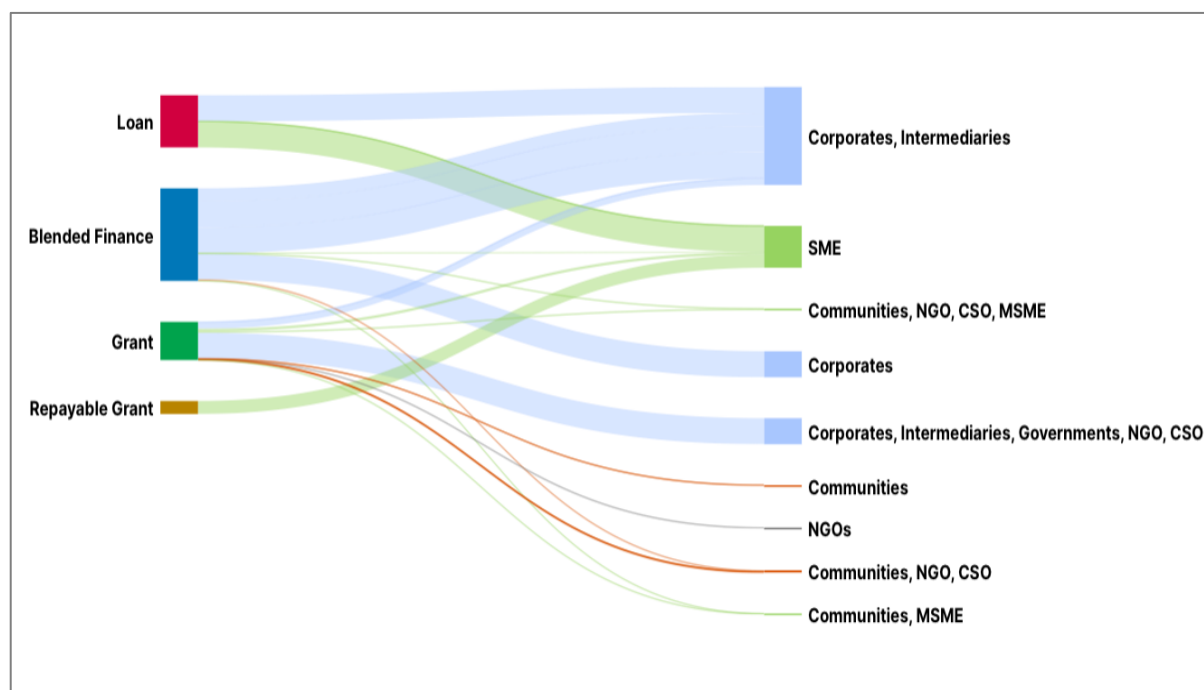 Loan
Blended Finance
Grant
Repayable Grant
Corporates, Intermediaries
SME
Communities, NGO, CSO, MSME
Corporates
Corporates, Intermediaries, Governments, NGO, CSO
Communities
NGOs
Communities, NGO, CSO
Communities, MSME